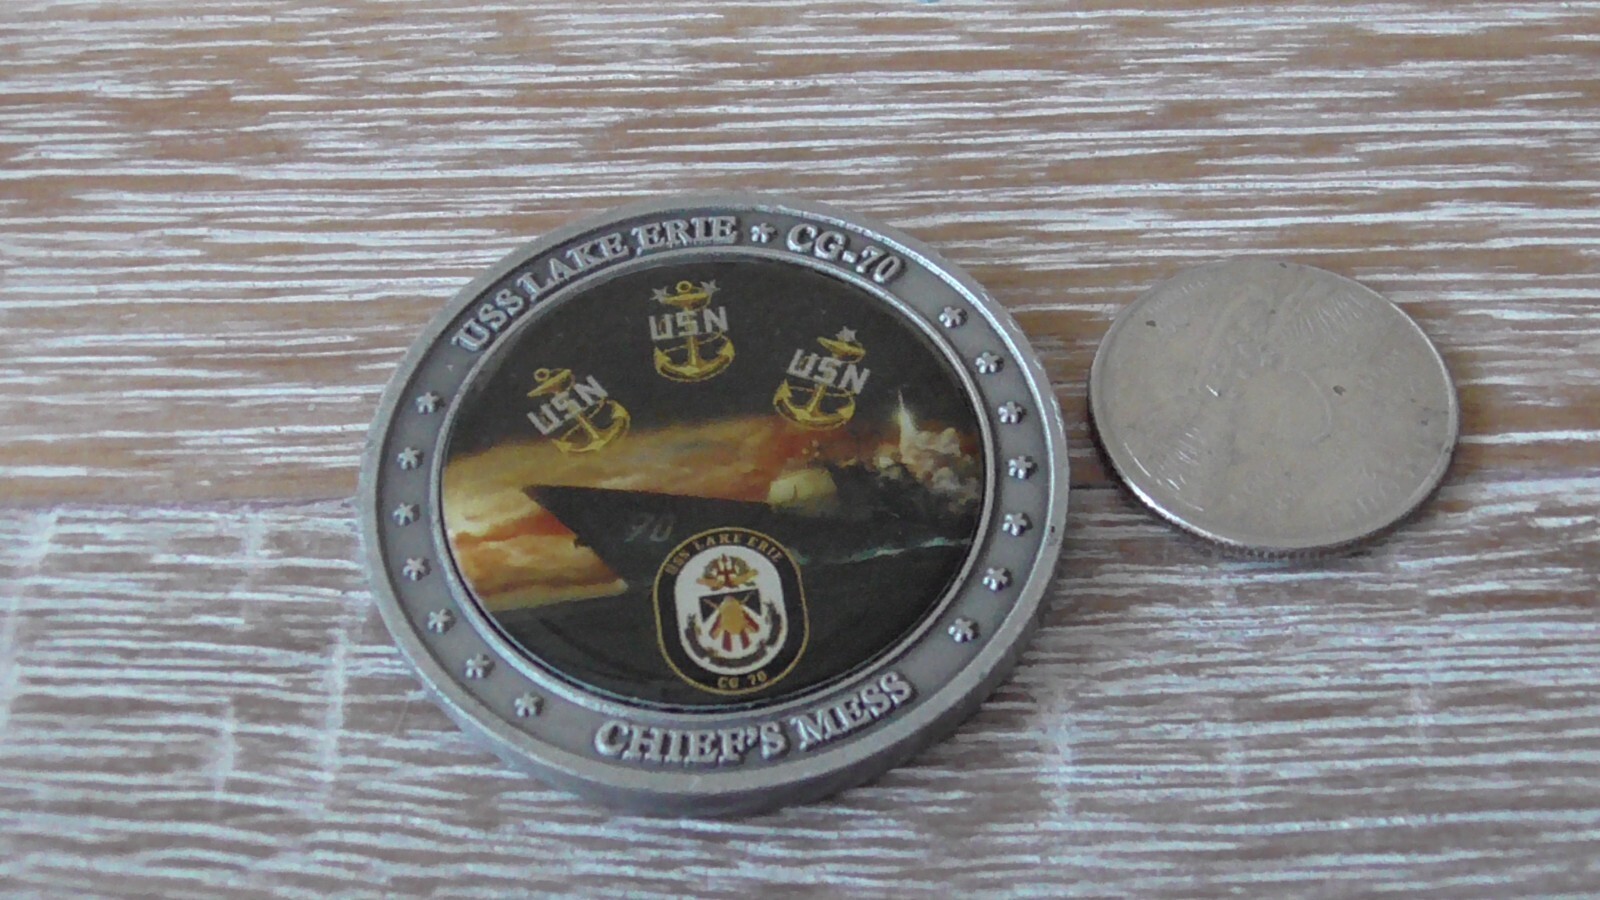 USS LAKE ERIE * CG-70
USN
USN
USN
70
USS LAKE ERIE
CG 70
CHIEF'S MESS